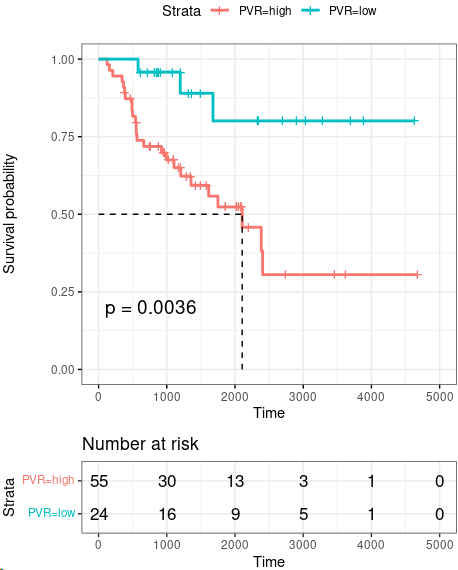 Strata PVR=high PVR=low
1.00
0.75
0.50
0.25
0.00
Survival probability
p = 0.0036
0 1000 2000 3000 4000 5000
Time
Number at risk
Strata
PVR=high 55 30 13 3 1 0
PVR=low 24 16 9 5 1 0
0 1000 2000 3000 4000 5000
Time